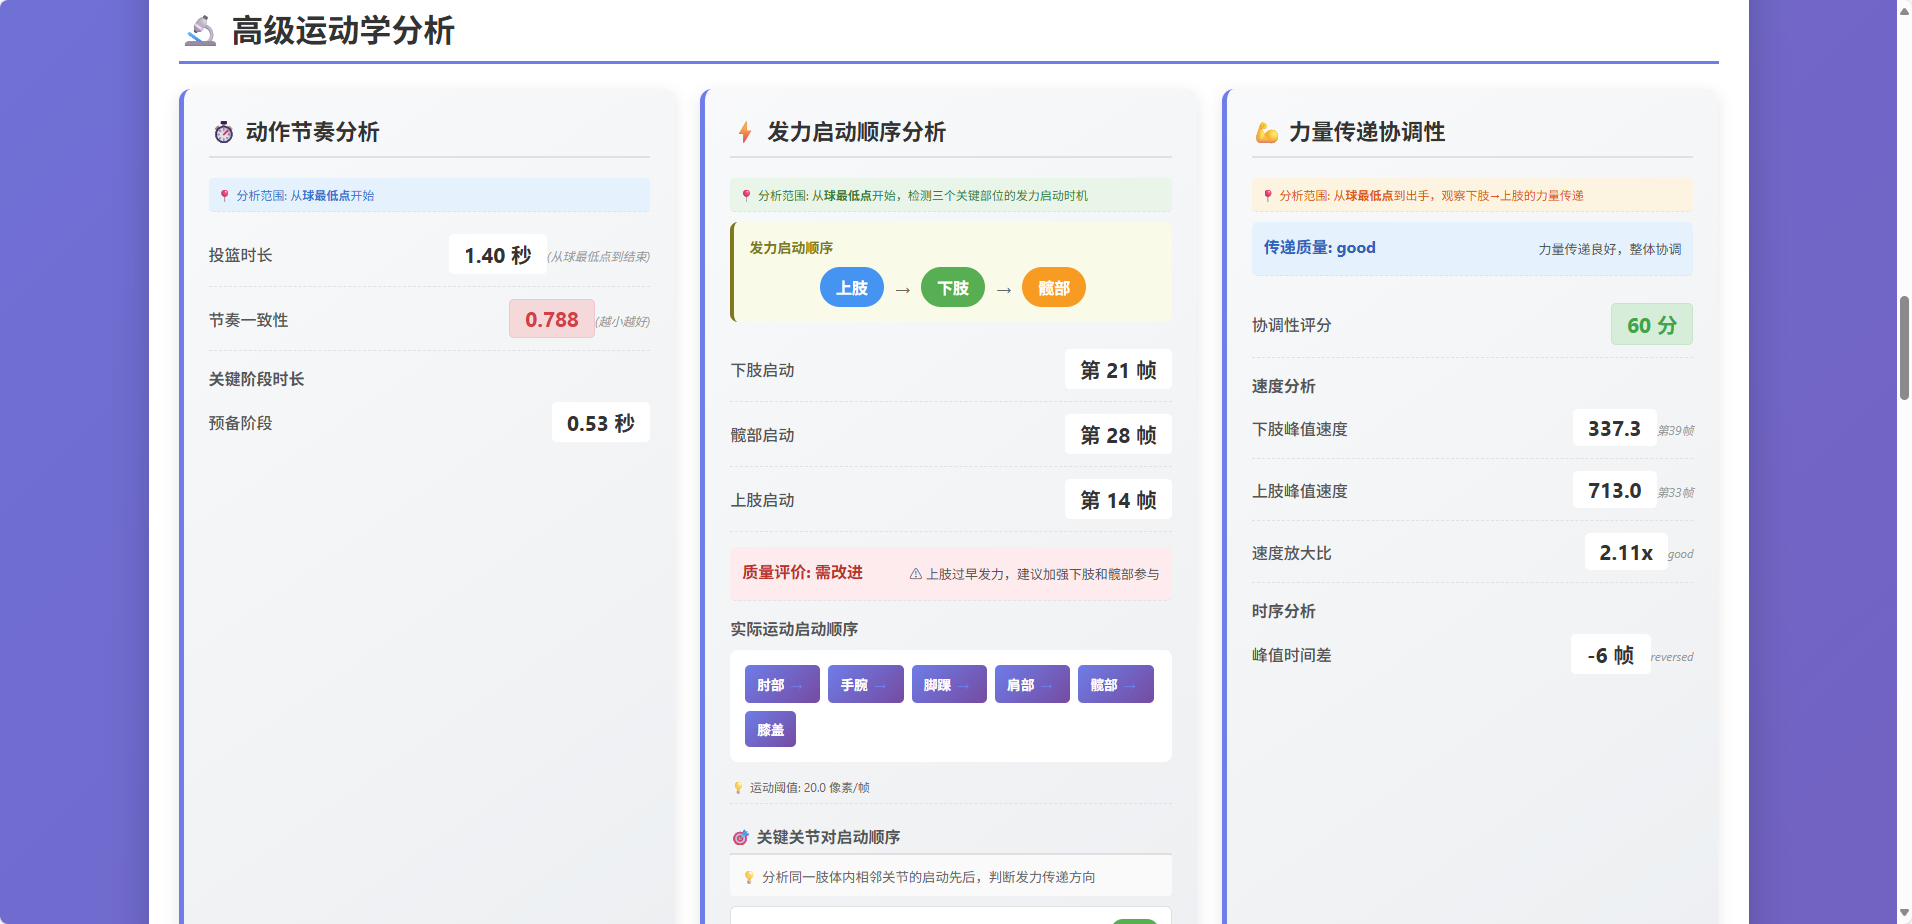 高级运动学分析
动作节奏分析
分析范围: 从球最低点开始
投篮时长
1.40 秒 (从球最低点到结束)
节奏一致性
0.788 (越小越好)
关键阶段时长
预备阶段
0.53 秒
发力启动顺序分析
分析范围: 从球最低点开始，检测三个关键部位的发力启动时机
发力启动顺序
上肢 → 下肢 → 髋部
下肢启动
第 21 帧
髋部启动
第 28 帧
上肢启动
第 14 帧
质量评价: 需改进
⚠ 上肢过早发力，建议加强下肢和髋部参与
实际运动启动顺序
肘部 → 手腕 → 脚踝 → 肩部 → 髋部 →
膝盖
运动阈值: 20.0 像素/帧
关键关节对启动顺序
分析同一肢体内相邻关节的启动先后，判断发力传递方向
力量传递协调性
分析范围: 从球最低点到出手，观察下肢→上肢的力量传递
传递质量: good
力量传递良好，整体协调
协调性评分
60 分
速度分析
下肢峰值速度
337.3 第39帧
上肢峰值速度
713.0 第33帧
速度放大比
2.11x good
时序分析
峰值时间差
-6 帧 reversed